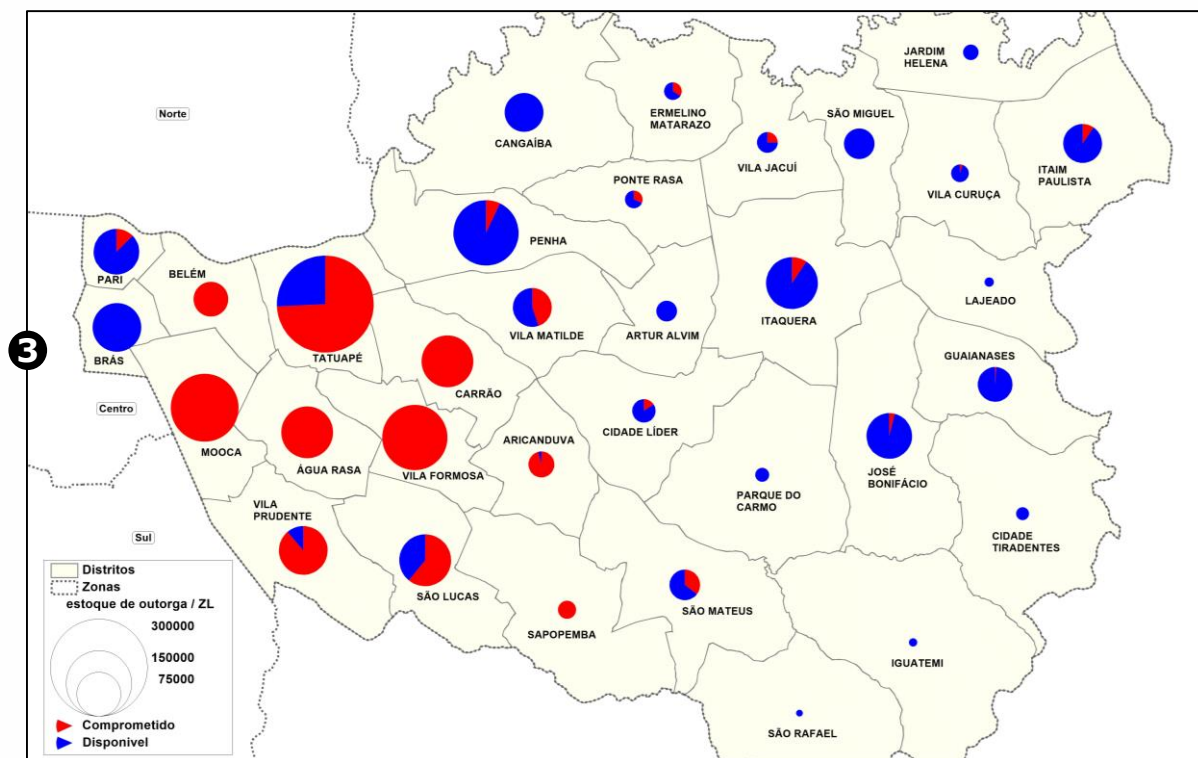 JARDIM
HELENA
Norte
ERMELINO
MATARAZO
SÃO MIGUEL
CANGAÍBA
VILA JACUÍ
ITAIM
PAULISTA
PONTE RASA
VILA CURUÇA
PENHA
PARI
BELÉM
LAJEADO
ITAQUERA
VILA MATILDE
ARTUR ALVIM
3
BRÁS
TATUAPÉ
GUAIANASES
CARRÃO
Centro
CIDADE LÍDER
ARICANDUVA
MOOCA
ÁGUA RASA
VILA FORMOSA
JOSÉ
BONIFÁCIO
PARQUE DO
CARMO
VILA
PRUDENTE
CIDADE
TIRADENTES
Sul
SÃO LUCAS
SÃO MATEUS
SAPOPEMBA
IGUATEMI
SÃO RAFAEL
Distritos
Zonas
estoque de outorga / ZL
300000
150000
75000
Comprometido
Disponivel